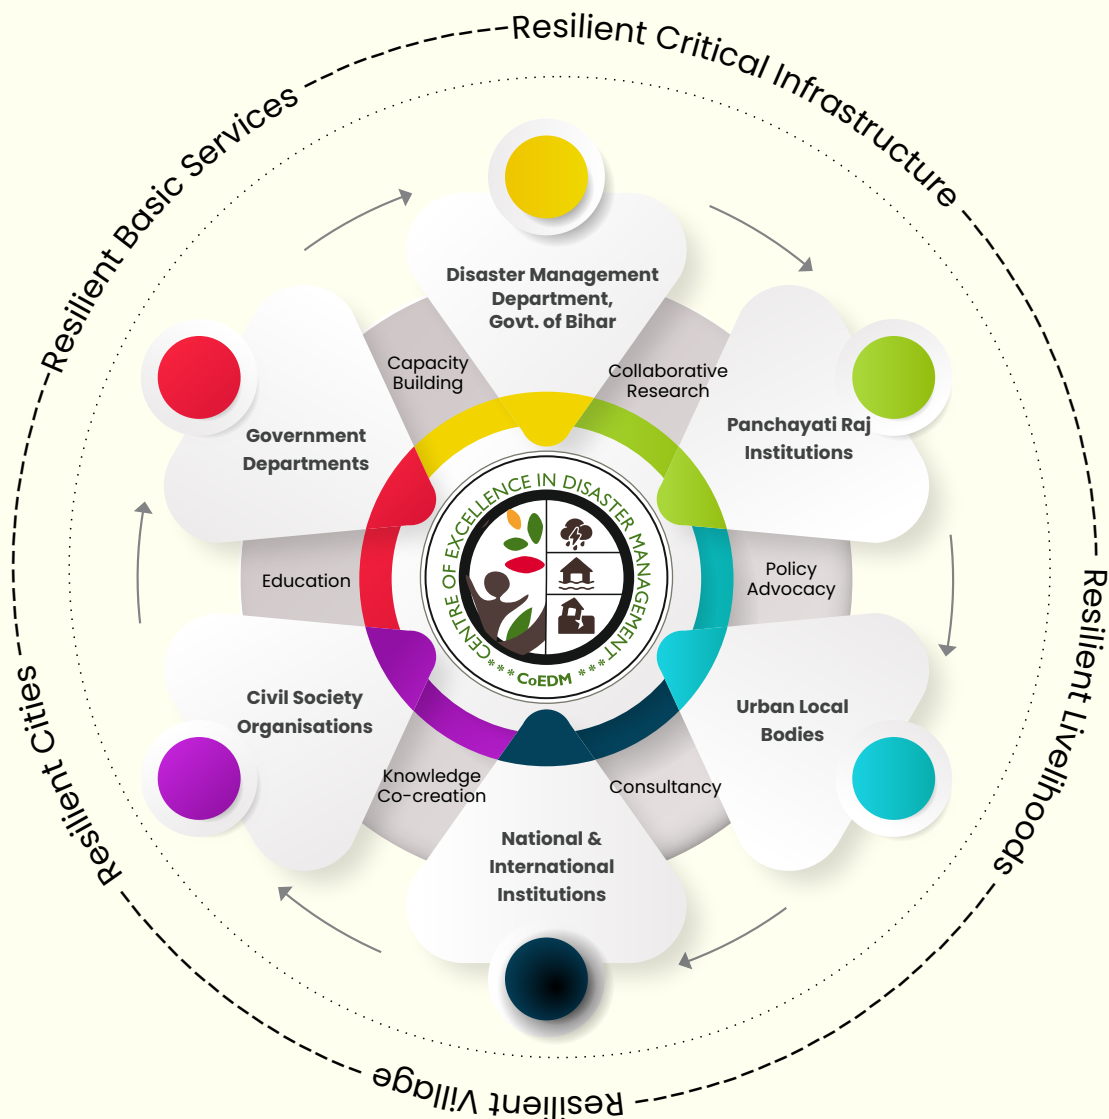 Resilient Critical Infrastructure
Resilient Basic Services
Disaster Management
Department,
Govt. of Bihar
Capacity
Building
Collaborative
Research
Government
Departments
Panchayati Raj
Institutions
CENTRE OF EXCELLENCE IN DISASTER MANAGEMENT
*** CoEDM ***
Education
Policy
Advocacy
Resilient Livelihoods
Civil Society
Organisations
Urban Local
Bodies
Resilient Cities
Knowledge
Co-creation
Consultancy
National &
International
Institutions
Resilient Village